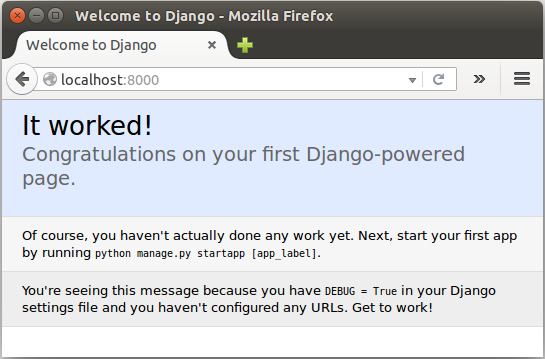 Welcome to Django - Mozilla Firefox
Welcome to Django
localhost:8000
It worked!
Congratulations on your first Django-powered
page.
Of course, you haven't actually done any work yet. Next, start your first app
by running python manage.py startapp [app_label].
You're seeing this message because you have DEBUG = True in your Django
settings file and you haven't configured any URLs. Get to work!